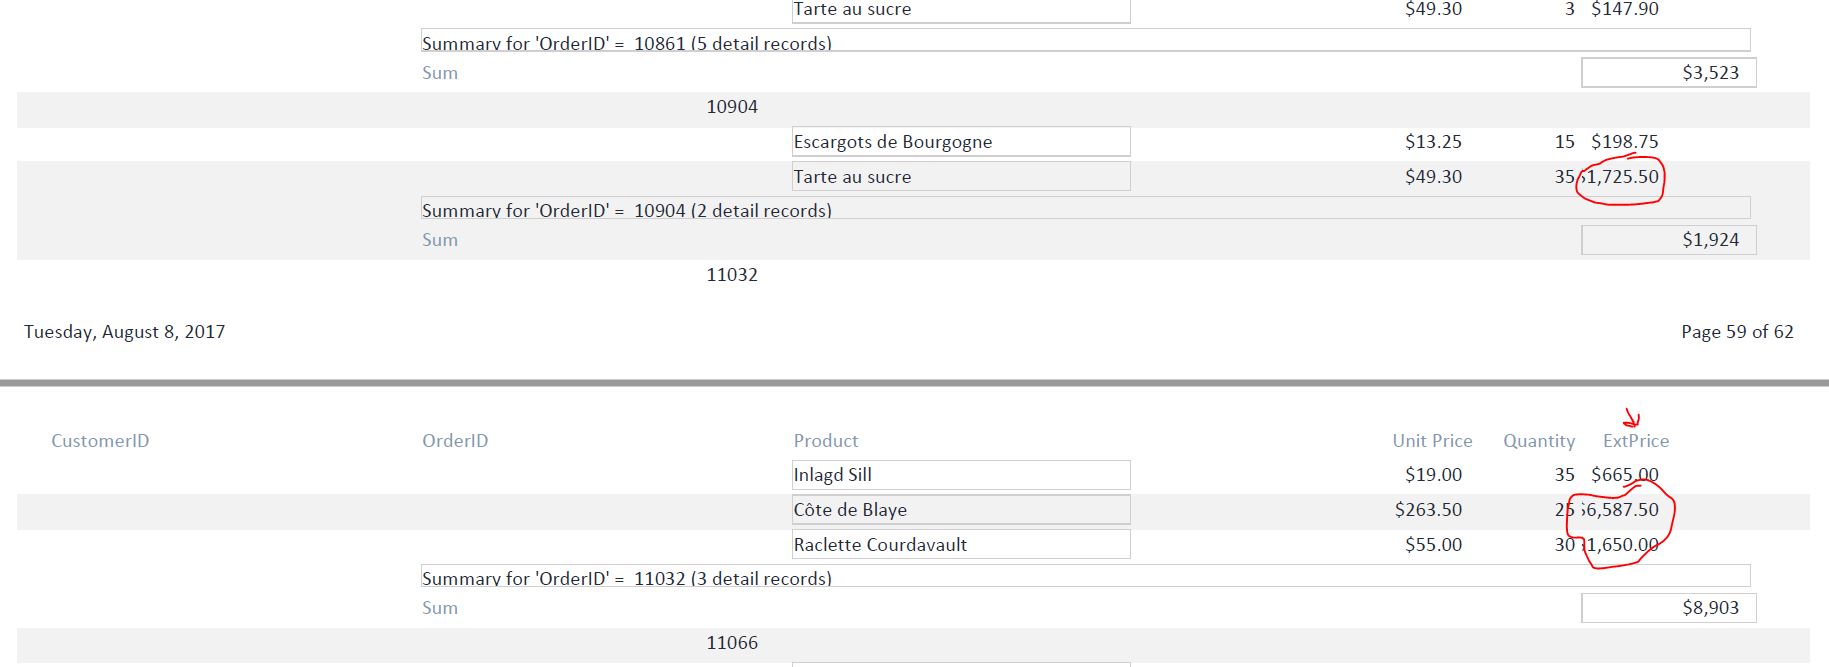 Tarte au sucre $49.30 3 $147.90
Summary for 'OrderID' = 10861 (5 detail records)
Sum $3,523
10904
Escargots de Bourgogne $13.25 15 $198.75
Tarte au sucre $49.30 35 $1,725.50
Summary for 'OrderID' = 10904 (2 detail records)
Sum $1,924
11032
Tuesday, August 8, 2017 Page 59 of 62
CustomerID OrderID Product Unit Price Quantity ExtPrice
Inlagd Sill $19.00 35 $665.00
Côte de Blaye $263.50 25 $6,587.50
Raclette Courdavault $55.00 30 $1,650.00
Summary for 'OrderID' = 11032 (3 detail records)
Sum $8,903
11066